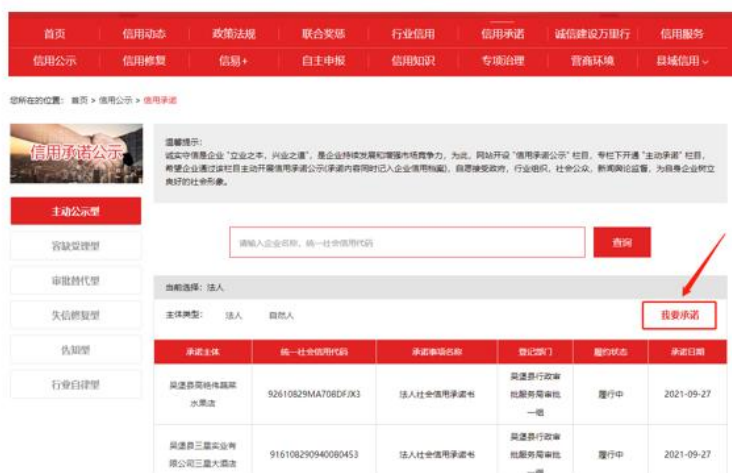 首页 信用动态 政策法规 联合奖惩 行业信用 信用承诺 诚信建设万里行 信用服务
信用公示 信用修复 信易+ 自主申报 信用知识 专项治理 营商环境 县域信用
您所在的位置： 首页 > 信用公示 > 信用承诺
信用承诺公示
温馨提示：
诚实守信是企业“立业之本，兴业之道”，是企业持续发展和增强市场竞争力，为此，网站开设“信用承诺公示”栏目，专栏下开通“主动承诺”栏目，
希望企业通过该栏目主动开展信用承诺公示(承诺内容同时记入企业信用档案)，自愿接受政府，行业组织，社会公众，新闻舆论监督，为自身企业树立
良好的社会形象。
主动公示型
容缺受理型
审批替代型
失信修复型
告知型
行业自律型
请输入企业名称、统一社会信用代码 查询
当前选择：法人
主体类型： 法人 自然人 我要承诺
承诺主体 统一社会信用代码 承诺事项名称 登记部门 履约状态 承诺日期
吴堡县
水果店
92610829MA708DFJX3 法人社会信用承诺书
吴堡县行政审
批服务局审批
一组
履行中 2021-09-27
吴堡县三星实业有
限公司三星大酒店
916108290940080453 法人社会信用承诺书
吴堡县行政审
批服务局审批
一组
履行中 2021-09-27